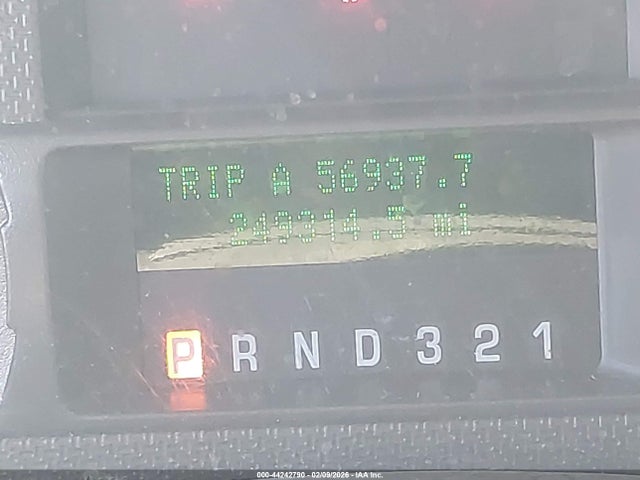 TRIP A 56937.7
249314.5 mi
P R N D 3 2 1
000-44242790 - 02/09/2026 - IAA Inc.